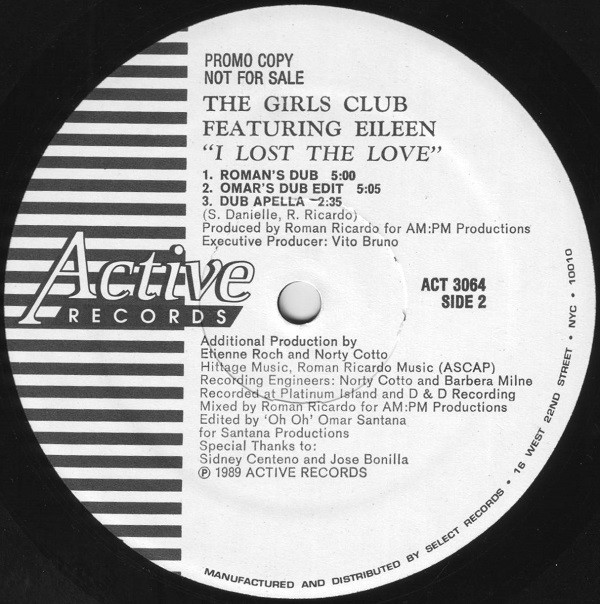 PROMO COPY
NOT FOR SALE
THE GIRLS CLUB
FEATURING EILEEN
“I LOST THE LOVE”
1. ROMAN'S DUB 5:00
2. OMAR'S DUB EDIT 5:05
3. DUB APELLA 2:35
(S. Danielle, R. Ricardo)
Produced by Roman Ricardo for AM:PM Productions
Executive Producer: Vito Bruno
Active
RECORDS
ACT 3064
SIDE 2
Additional Production by
Etienne Roch and Norty Cotto
Hittage Music, Roman Ricardo Music (ASCAP)
Recording Engineers: Norty Cotto and Barbera Milne
Recorded at Platinum Island and D & D Recording
Mixed by Roman Ricardo for AM:PM Productions
Edited by 'Oh Oh' Omar Santana
for Santana Productions
Special Thanks to:
Sidney Centeno and Jose Bonilla
℗ 1989 ACTIVE RECORDS
MANUFACTURED AND DISTRIBUTED BY SELECT RECORDS • 16 WEST 22ND STREET • NYC • 10010